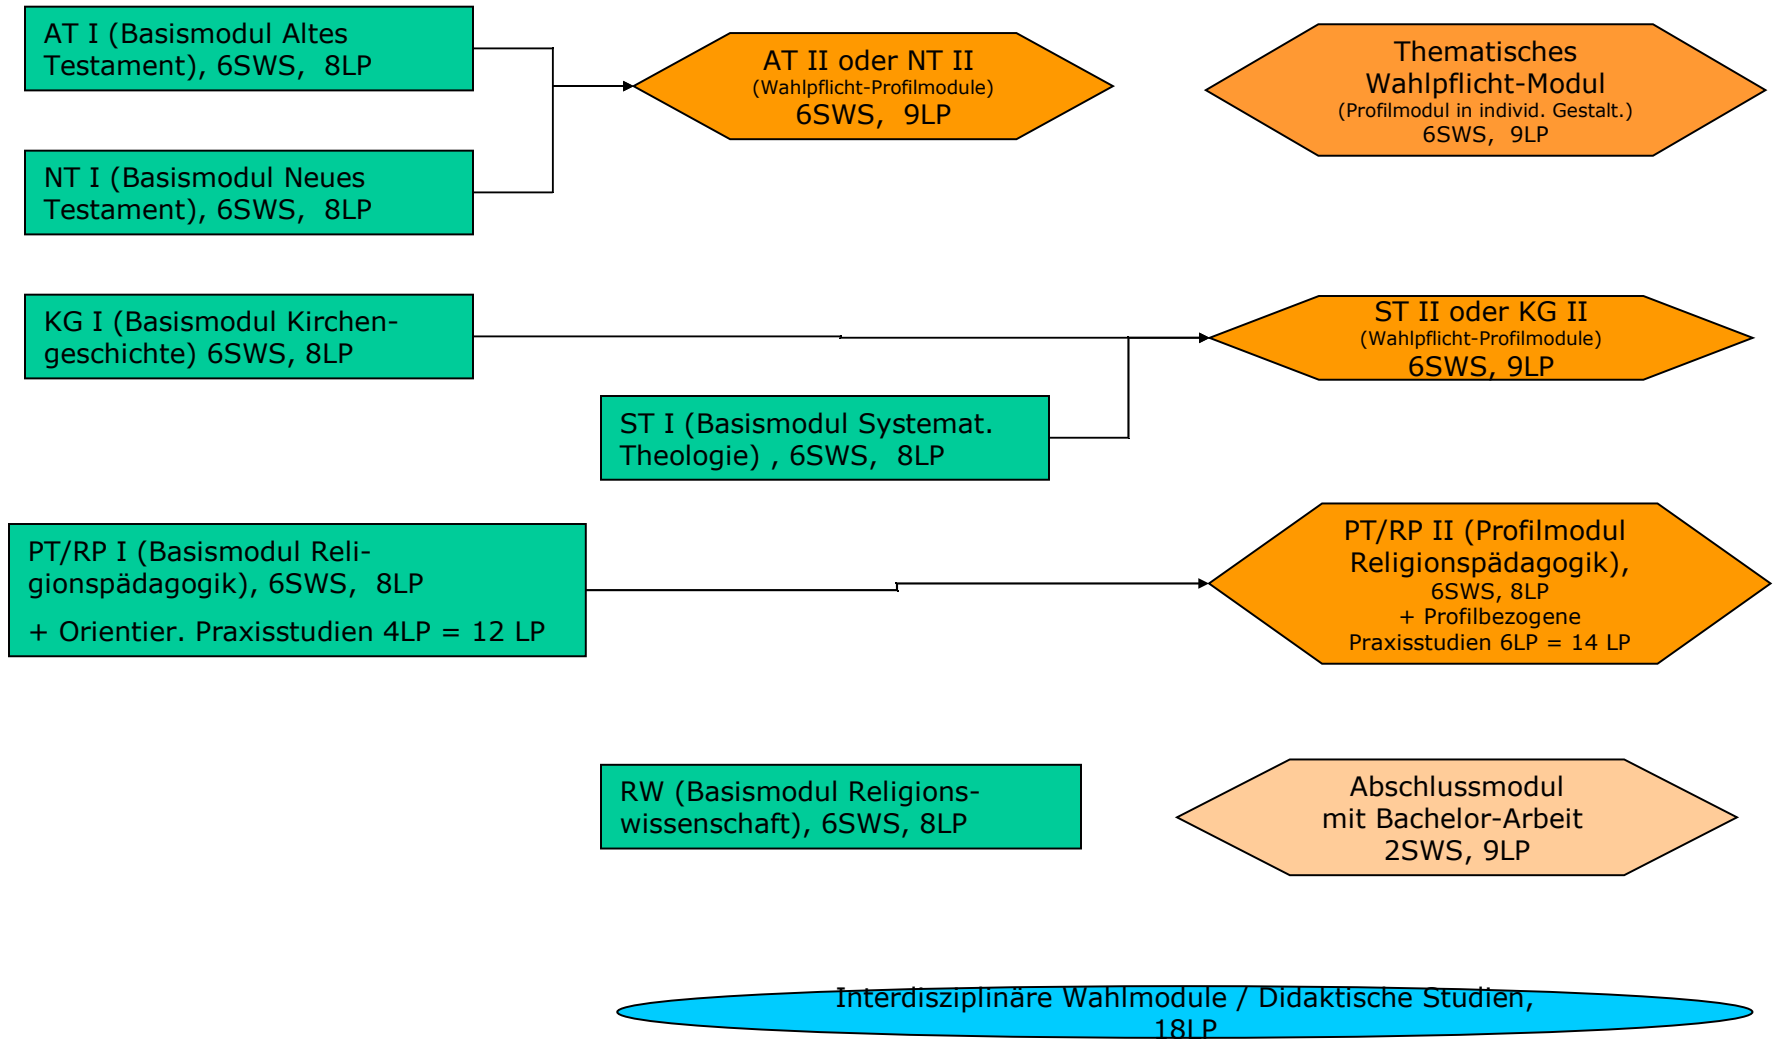 AT I (Basismodul Altes
Testament), 6SWS, 8LP
AT II oder NT II
(Wahlpflicht-Profilmodule)
6SWS, 9LP
Thematisches
Wahlpflicht-Modul
(Profilmodul in individ. Gestalt.)
6SWS, 9LP
NT I (Basismodul Neues
Testament), 6SWS, 8LP
KG I (Basismodul Kirchen-
geschichte) 6SWS, 8LP
ST II oder KG II
(Wahlpflicht-Profilmodule)
6SWS, 9LP
ST I (Basismodul Systemat.
Theologie) , 6SWS, 8LP
PT/RP I (Basismodul Reli-
gionspädagogik), 6SWS, 8LP
+ Orientier. Praxisstudien 4LP = 12 LP
PT/RP II (Profilmodul
Religionspädagogik),
6SWS, 8LP
+ Profilbezogene
Praxisstudien 6LP = 14 LP
RW (Basismodul Religions-
wissenschaft), 6SWS, 8LP
Abschlussmodul
mit Bachelor-Arbeit
2SWS, 9LP
Interdisziplinäre Wahlmodule / Didaktische Studien,
18LP